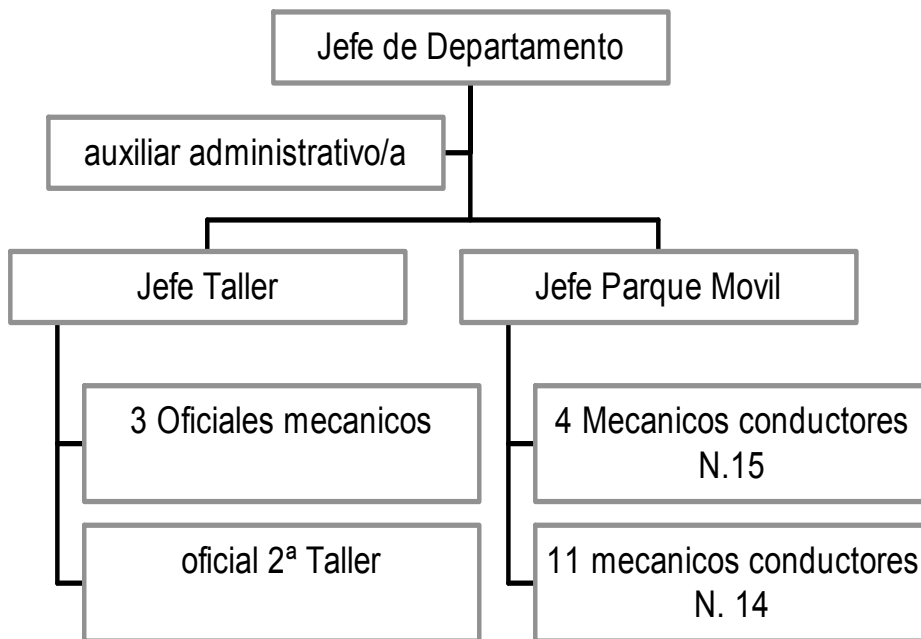 Jefe de Departamento
auxiliar administrativo/a
Jefe Taller
Jefe Parque Movil
3 Oficiales mecanicos
4 Mecanicos conductores
N.15
oficial 2ª Taller
11 mecanicos conductores
N. 14